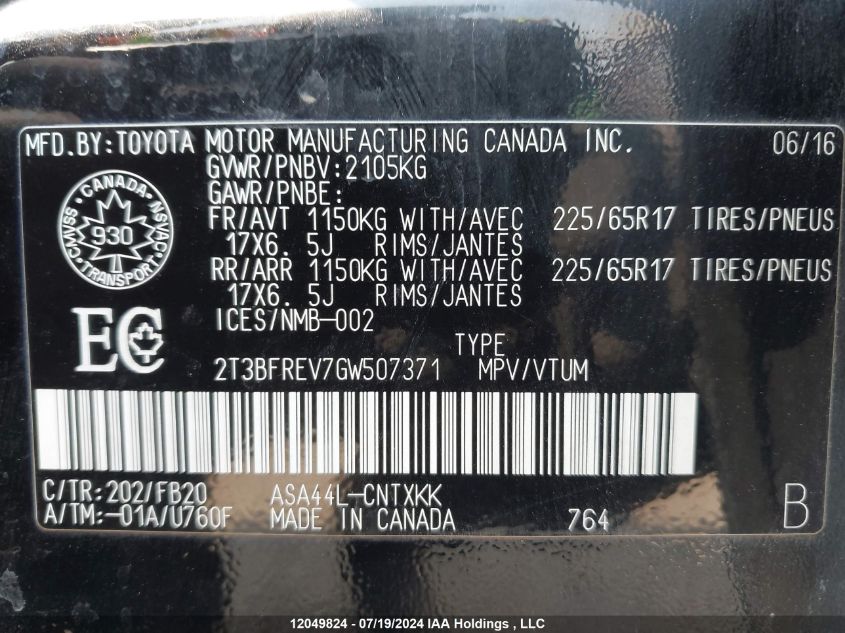 MFD.BY:TOYOTA MOTOR MANUFACTURING CANADA INC. 06/16
GVWR/PNBV:2105KG
GAWR/PNBE:
CANADA
CMVSS NSVAC
930
TRANSPORT
FR/AVT 1150KG WITH/AVEC 225/65R17 TIRES/PNEUS
17X6. 5J RIMS/JANTES
RR/ARR 1150KG WITH/AVEC 225/65R17 TIRES/PNEUS
17X6. 5J RIMS/JANTES
ICES/NMB-002
EC
TYPE
2T3BFREV7GW507371 MPV/VTUM
C/TR:202/FB20 ASA44L-CNTXKK
A/TM:-01A/U760F MADE IN CANADA 764 B
12049824 - 07/19/2024 IAA Holdings , LLC